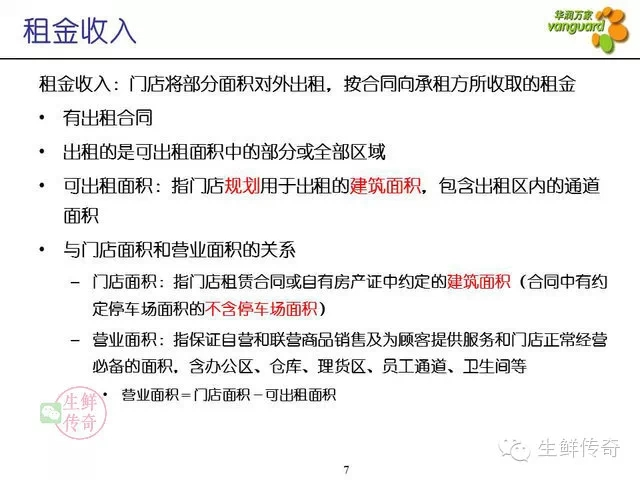 租金收入
华润万家
vanguard
租金收入：门店将部分面积对外出租，按合同向承租方所收取的租金
• 有出租合同
• 出租的是可出租面积中的部分或全部区域
• 可出租面积：指门店规划用于出租的建筑面积，包含出租区内的通道
面积
• 与门店面积和营业面积的关系
– 门店面积：指门店租赁合同或自有房产证中约定的建筑面积（合同中有约
定停车场面积的不含停车场面积）
– 营业面积：指保证自营和联营商品销售及为顾客提供服务和门店正常经营
必备的面积，含办公区、仓库、理货区、员工通道、卫生间等
• 营业面积＝门店面积－可出租面积
生鲜
传奇
生鲜传奇
7